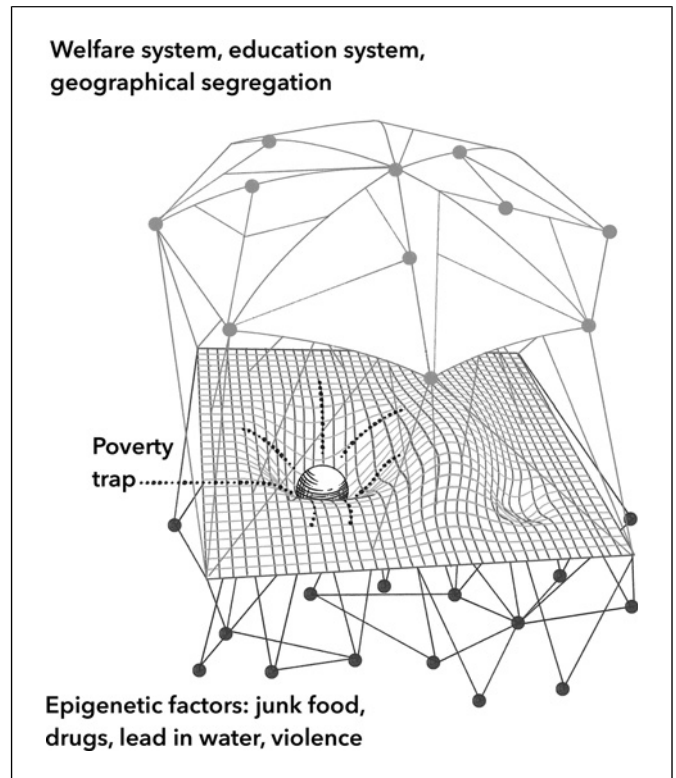 Welfare system, education system,
geographical segregation
Poverty
trap
Epigenetic factors: junk food,
drugs, lead in water, violence